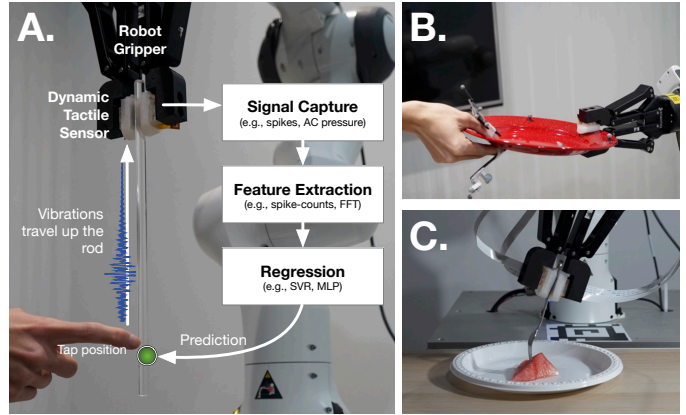 A.
Robot
Gripper
Dynamic
Tactile
Sensor
Signal Capture
(e.g., spikes, AC pressure)
Feature Extraction
(e.g., spike-counts, FFT)
Vibrations
travel up the
rod
Regression
(e.g., SVR, MLP)
Tap position
Prediction
B.
C.